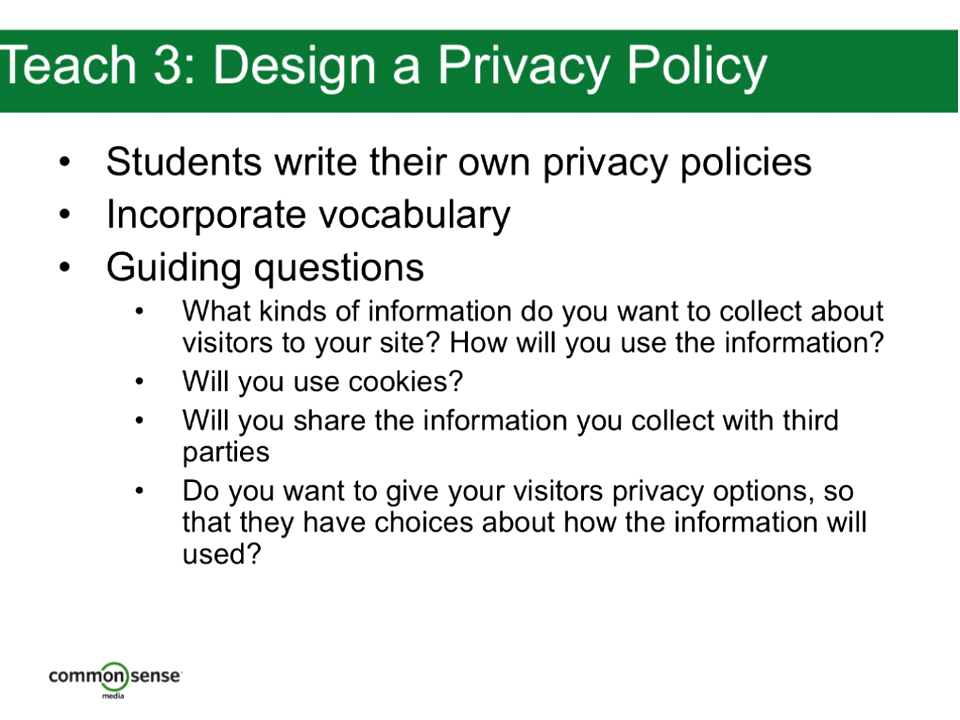 Teach 3: Design a Privacy Policy
• Students write their own privacy policies
• Incorporate vocabulary
• Guiding questions
• What kinds of information do you want to collect about
visitors to your site? How will you use the information?
• Will you use cookies?
• Will you share the information you collect with third
parties
• Do you want to give your visitors privacy options, so
that they have choices about how the information will
used?
commonsense
media